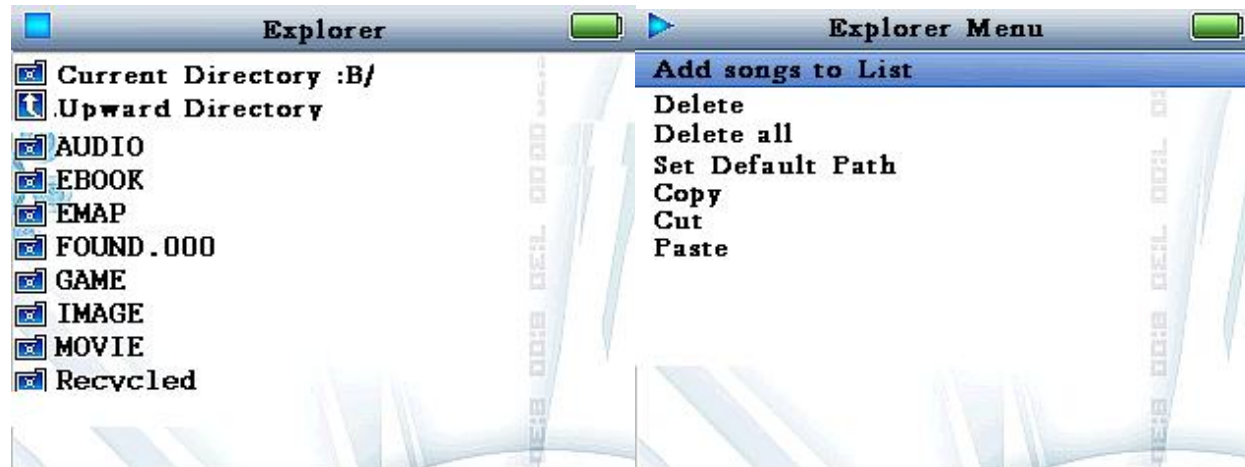 Explorer
Current Directory :B/
.Upward Directory
AUDIO
EBOOK
EMAP
FOUND.000
GAME
IMAGE
MOVIE
Recycled
Explorer Menu
Add songs to List
Delete
Delete all
Set Default Path
Copy
Cut
Paste